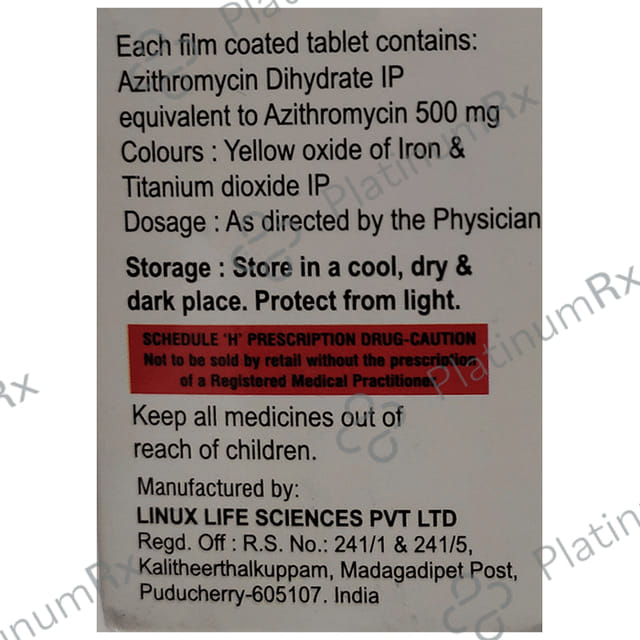 Each film coated tablet contains:
Azithromycin Dihydrate IP
equivalent to Azithromycin 500 mg
Colours : Yellow oxide of Iron &
Titanium dioxide IP
Dosage : As directed by the Physician
Storage : Store in a cool, dry &
dark place. Protect from light.
SCHEDULE 'H' PRESCRIPTION DRUG-CAUTION
Not to be sold by retail without the prescription
of a Registered Medical Practitioner.
Keep all medicines out of
reach of children.
Manufactured by:
LINUX LIFE SCIENCES PVT LTD
Regd. Off : R.S. No.: 241/1 & 241/5,
Kalitheerthalkuppam, Madagadipet Post,
Puducherry-605107. India
PlatinumRx
PlatinumRx
PlatinumRx